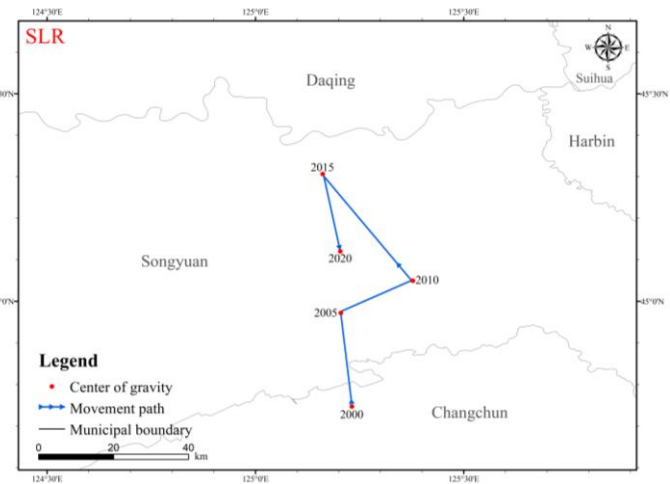 124°30'E 125°0'E 125°30'E
SLR
N
W E
S
Daqing
Suihua
45°30'N
Harbin
2015
Songyuan
2020
2010
2005
45°0'N
Legend
Center of gravity
Movement path
Municipal boundary
0 20 40
km
2000
Changchun
124°30'E 125°0'E 125°30'E